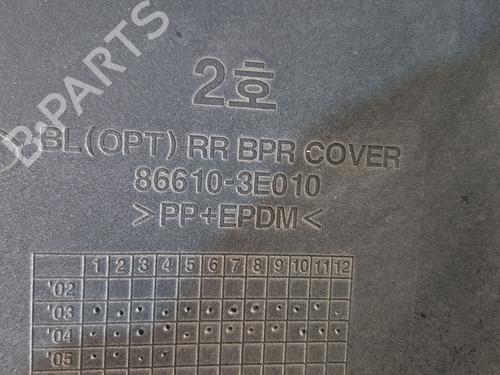 B-PARTS
2호
BL(OPT) RR BPR COVER
86610-3E010
>PP+EPDM<
1 2 3 4 5 6 7 8 9 10 11 12
'02
'03
'04
'05